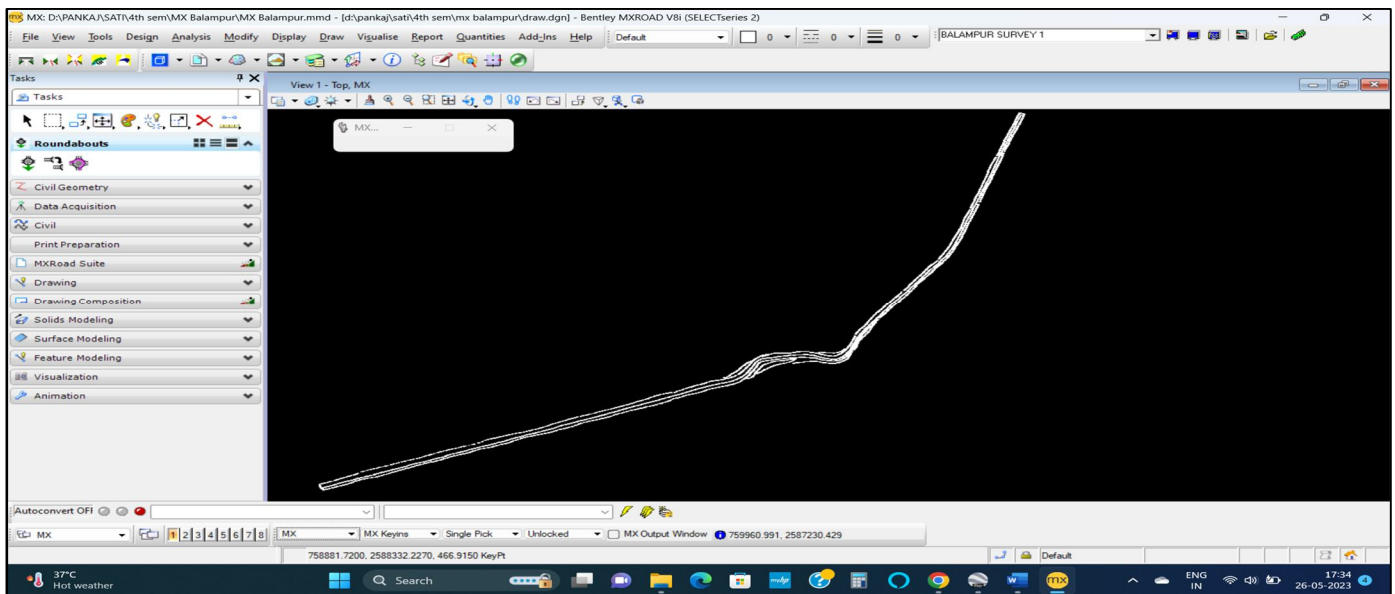 MX: D:\PANKAJ\SATI\4th sem\MX Balampur\MX Balampur.mmd - [d:\pankaj\sati\4th sem\mx balampur\draw.dgn] - Bentley MXROAD V8i (SELECTseries 2)
File View Tools Design Analysis Modify Display Draw Visualise Report Quantities Add-Ins Help Default 0 0 0 BALAMPUR SURVEY 1
Tasks
View 1 - Top, MX
Tasks
MX...
Roundabouts
Civil Geometry
Data Acquisition
Civil
Print Preparation
MXRoad Suite
Drawing
Drawing Composition
Solids Modeling
Surface Modeling
Feature Modeling
Visualization
Animation
Autoconvert OFF
MX 1 2 3 4 5 6 7 8 MX MX Keyins Single Pick Unlocked MX Output Window 759960.991, 2587230.429
758881.7200, 2588332.2270, 466.9150 KeyPt Default
37°C
Hot weather
Search
ENG
IN
17:34
26-05-2023
4